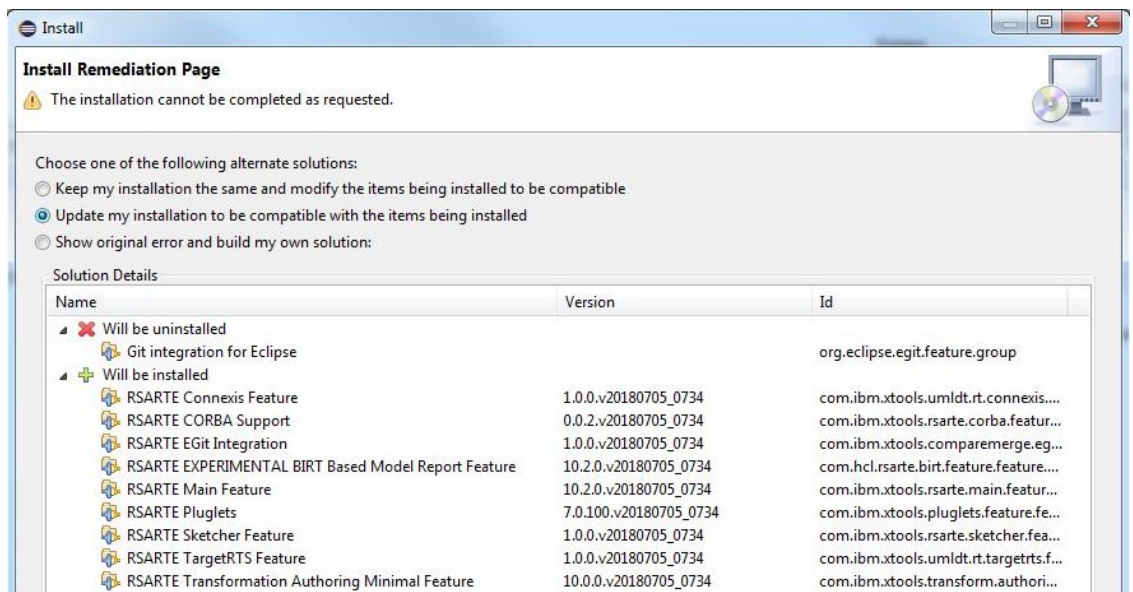 Install
Install Remediation Page
The installation cannot be completed as requested.
Choose one of the following alternate solutions:
Keep my installation the same and modify the items being installed to be compatible
Update my installation to be compatible with the items being installed
Show original error and build my own solution:
Solution Details
Name Version Id
Will be uninstalled
Git integration for Eclipse org.eclipse.egit.feature.group
Will be installed
RSARTE Connexis Feature 1.0.0.v20180705_0734 com.ibm.xtools.umldt.rt.connexis....
RSARTE CORBA Support 0.0.2.v20180705_0734 com.ibm.xtools.rsarte.corba.featur...
RSARTE EGit Integration 1.0.0.v20180705_0734 com.ibm.xtools.comparemerge.eg...
RSARTE EXPERIMENTAL BIRT Based Model Report Feature 10.2.0.v20180705_0734 com.hcl.rsarte.birt.feature.feature....
RSARTE Main Feature 10.2.0.v20180705_0734 com.ibm.xtools.rsarte.main.featur...
RSARTE Pluglets 7.0.100.v20180705_0734 com.ibm.xtools.pluglets.feature.fe...
RSARTE Sketcher Feature 1.0.0.v20180705_0734 com.ibm.xtools.rsarte.sketcher.fea...
RSARTE TargetRTS Feature 1.0.0.v20180705_0734 com.ibm.xtools.umldt.rt.targetrts.f...
RSARTE Transformation Authoring Minimal Feature 10.0.0.v20180705_0734 com.ibm.xtools.transform.authori...